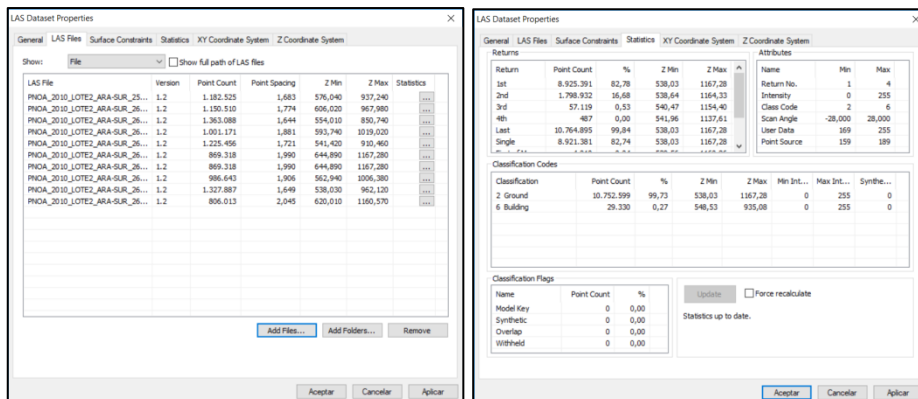 LAS Dataset Properties
General LAS Files Surface Constraints Statistics XY Coordinate System Z Coordinate System
Show: File Show full path of LAS files
LAS File Version Point Count Point Spacing Z Min Z Max Statistics
PNOA_2010_LOTE2_ARA-SUR_25... 1.2 1.182.525 1,683 576,040 937,240 ...
PNOA_2010_LOTE2_ARA-SUR_26... 1.2 1.150.510 1,774 606,020 967,980 ...
PNOA_2010_LOTE2_ARA-SUR_26... 1.2 1.363.088 1,644 554,010 850,740 ...
PNOA_2010_LOTE2_ARA-SUR_26... 1.2 1.001.171 1,881 593,740 1019,020 ...
PNOA_2010_LOTE2_ARA-SUR_26... 1.2 1.225.456 1,721 541,420 910,460 ...
PNOA_2010_LOTE2_ARA-SUR_26... 1.2 869.318 1,990 644,890 1167,280 ...
PNOA_2010_LOTE2_ARA-SUR_26... 1.2 869.318 1,990 644,890 1167,280 ...
PNOA_2010_LOTE2_ARA-SUR_26... 1.2 986.643 1,906 562,940 1006,380 ...
PNOA_2010_LOTE2_ARA-SUR_26... 1.2 1.327.887 1,649 538,030 962,120 ...
PNOA_2010_LOTE2_ARA-SUR_26... 1.2 806.013 2,045 620,010 1160,570 ...
Add Files... Add Folders... Remove
Aceptar Cancelar Aplicar
LAS Dataset Properties
General LAS Files Surface Constraints Statistics XY Coordinate System Z Coordinate System
Returns
Return Point Count % Z Min Z Max
1st 8.925.391 82,78 538,03 1167,28
2nd 1.798.932 16,68 538,64 1164,33
3rd 57.119 0,53 540,47 1154,40
4th 487 0,00 541,96 1137,61
Last 10.764.895 99,84 538,03 1167,28
Single 8.921.381 82,74 538,03 1167,28
Attributes
Name Min Max
Return No. 1 4
Intensity 0 255
Class Code 2 6
Scan Angle -28,000 28,000
User Data 169 255
Point Source 159 189
Classification Codes
Classification Point Count % Z Min Z Max Min Int... Max Int... Synthe...
2 Ground 10.752.599 99,73 538,03 1167,28 0 255 0
6 Building 29.330 0,27 548,53 935,08 0 255 0
Classification Flags
Name Point Count %
Model Key 0 0,00
Synthetic 0 0,00
Overlap 0 0,00
Withheld 0 0,00
Update Force recalculate
Statistics up to date.
Aceptar Cancelar Aplicar